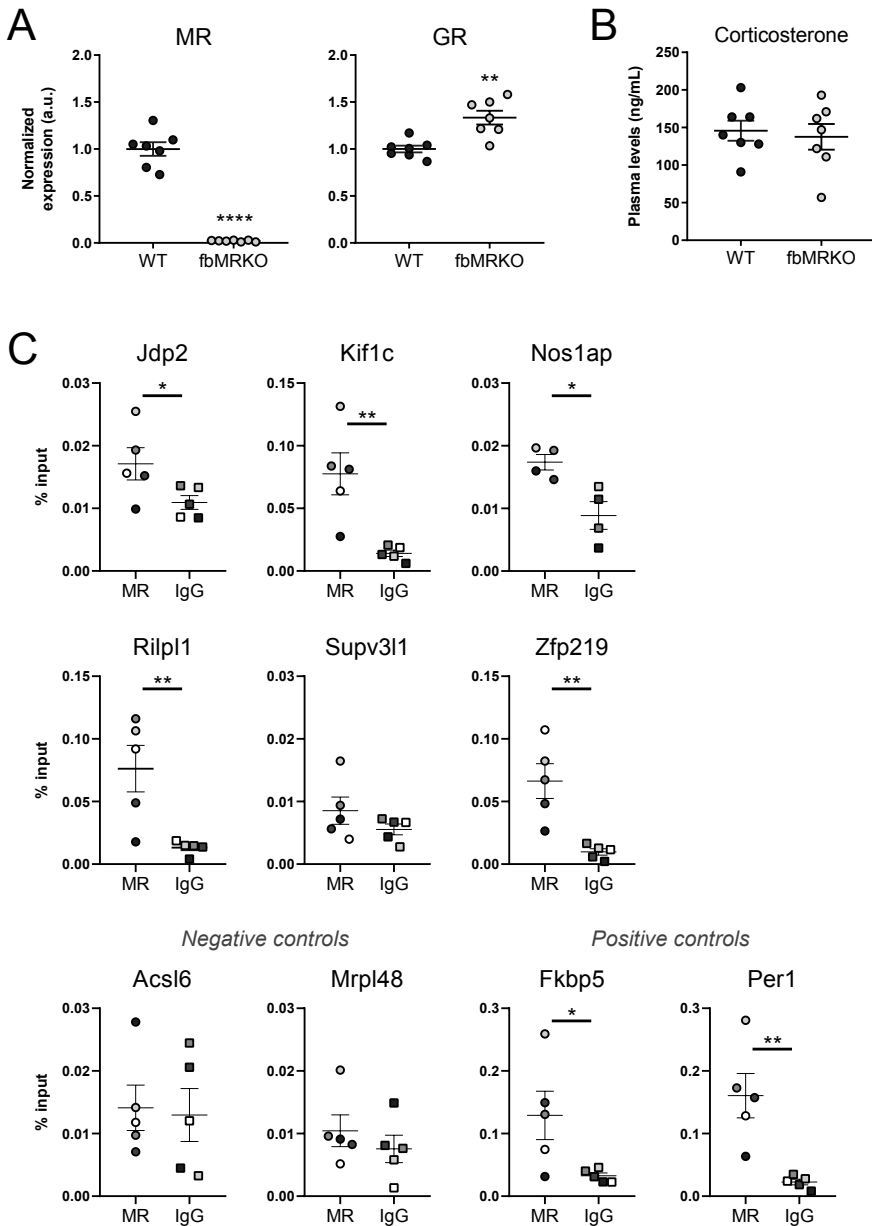 A
MR
GR
B
Corticosterone
Normalized
expression (a.u.)
2.0
1.5
1.0
0.5
0.0
****
WT
fbMRKO
2.0
1.5
1.0
0.5
0.0
**
WT
fbMRKO
Plasma levels (ng/mL)
250
200
150
100
50
0
WT
fbMRKO
C
Jdp2
Kif1c
Nos1ap
% input
0.03
0.02
0.01
0.00
*
MR
IgG
0.15
0.10
0.05
0.00
**
MR
IgG
0.03
0.02
0.01
0.00
*
MR
IgG
Rilpl1
Supv3l1
Zfp219
% input
0.15
0.10
0.05
0.00
**
MR
IgG
0.03
0.02
0.01
0.00
MR
IgG
0.15
0.10
0.05
0.00
**
MR
IgG
Negative controls
Positive controls
Acsl6
Mrpl48
Fkbp5
Per1
% input
0.03
0.02
0.01
0.00
MR
IgG
0.03
0.02
0.01
0.00
MR
IgG
0.3
0.2
0.1
0.0
*
MR
IgG
0.3
0.2
0.1
0.0
**
MR
IgG